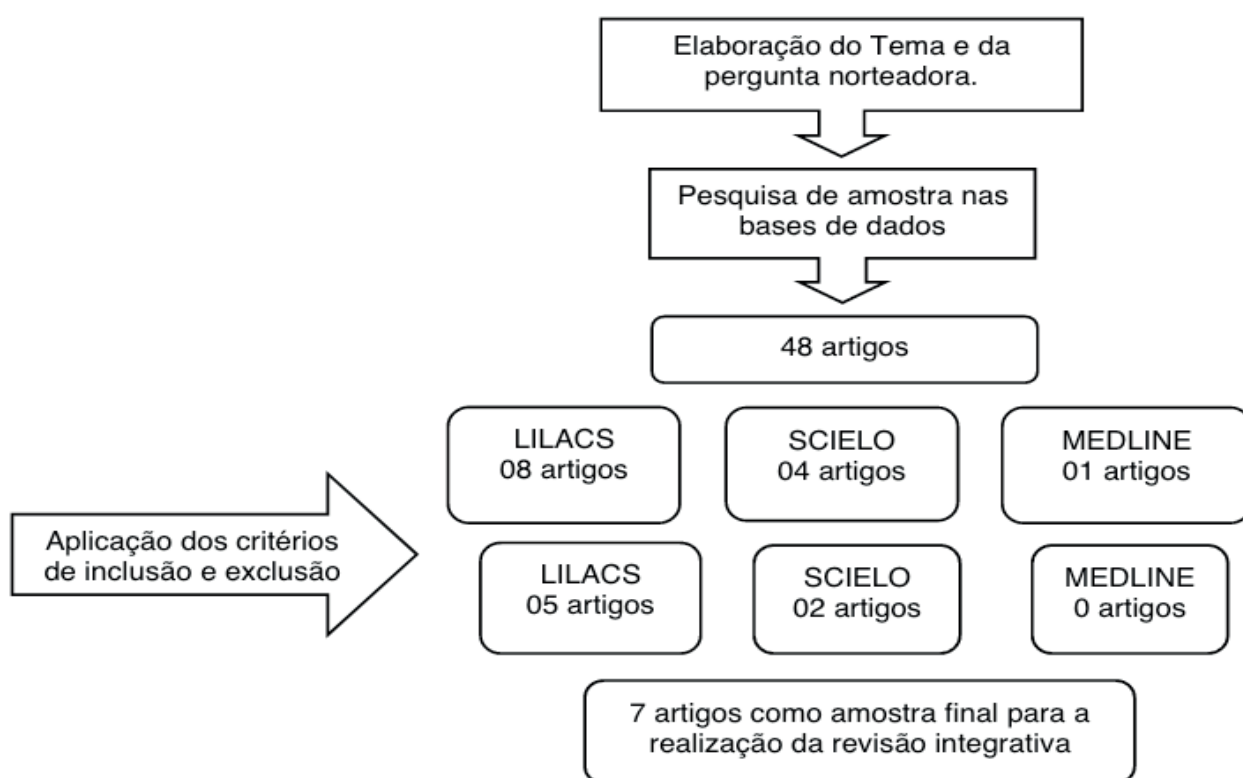 Elaboração do Tema e da
pergunta norteadora.
Pesquisa de amostra nas
bases de dados
48 artigos
LILACS
08 artigos
SCIELO
04 artigos
MEDLINE
01 artigos
Aplicação dos critérios
de inclusão e exclusão
LILACS
05 artigos
SCIELO
02 artigos
MEDLINE
0 artigos
7 artigos como amostra final para a
realização da revisão integrativa